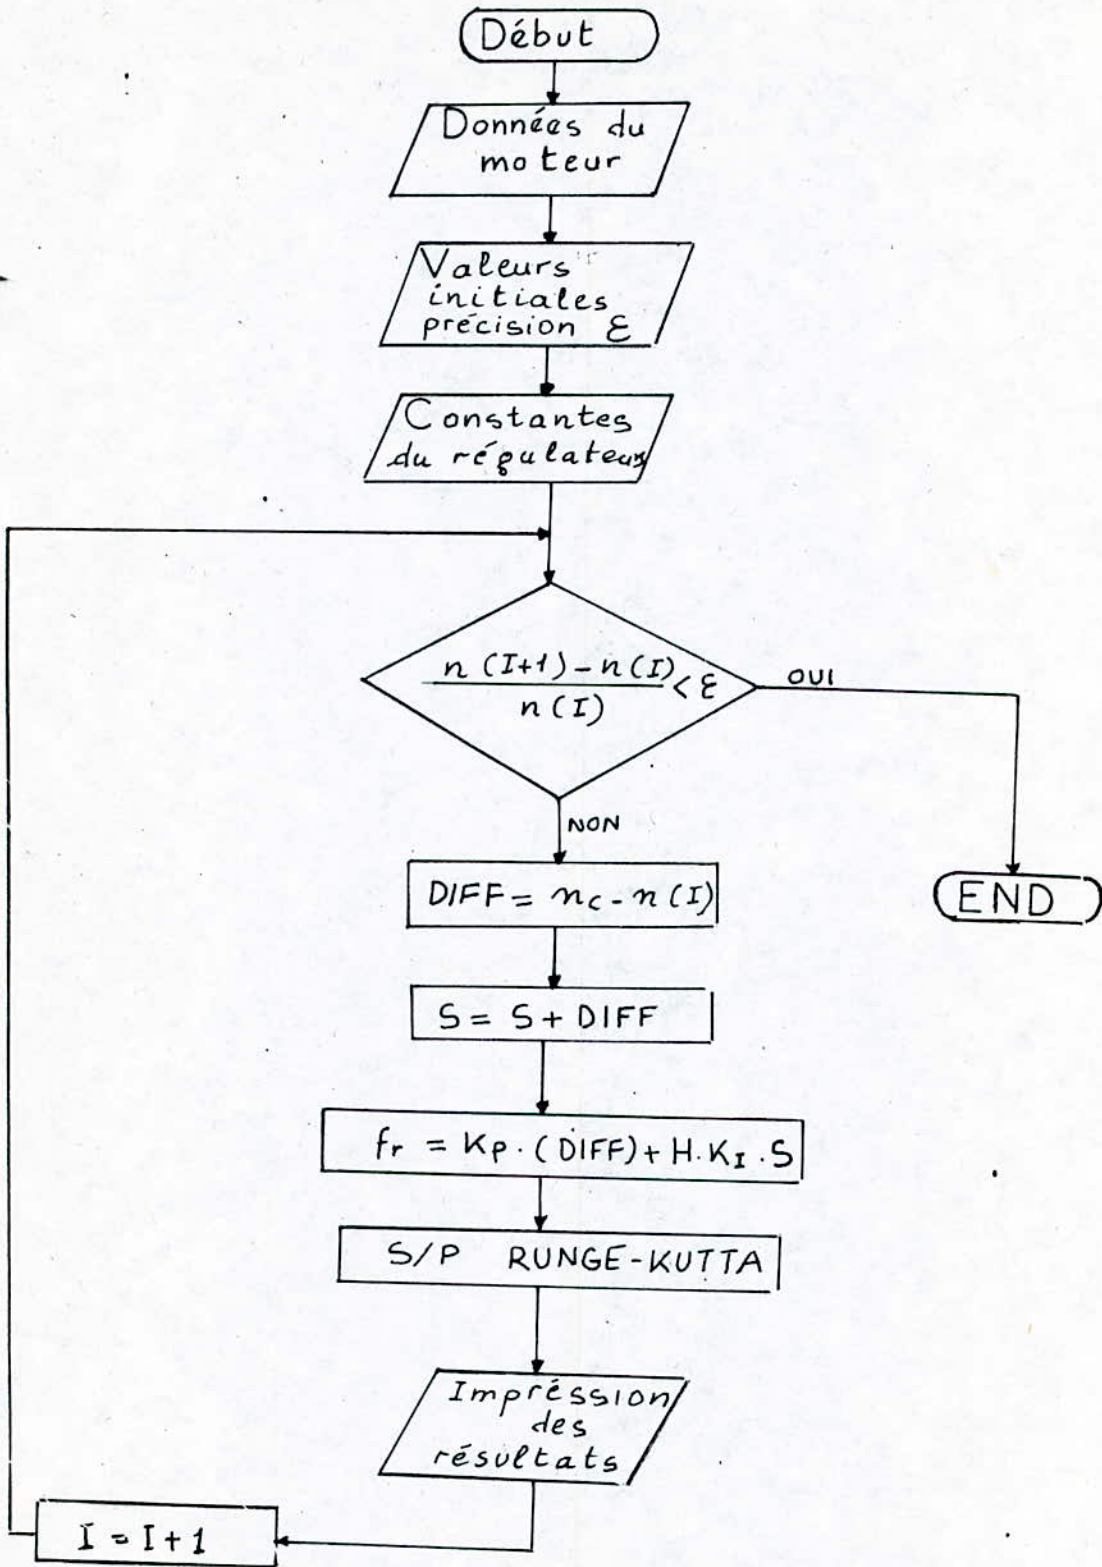 Début
Données du
moteur
Valeurs
initiales
précision ε
Constantes
du régulateur
n(I+1)-n(I)
n(I)
< ε
OUI
NON
DIFF = nc - n(I)
END
S = S + DIFF
fr = Kp.(DIFF) + H.KI.S
S/P RUNGE-KUTTA
Impréssion
des
résultats
I = I+1